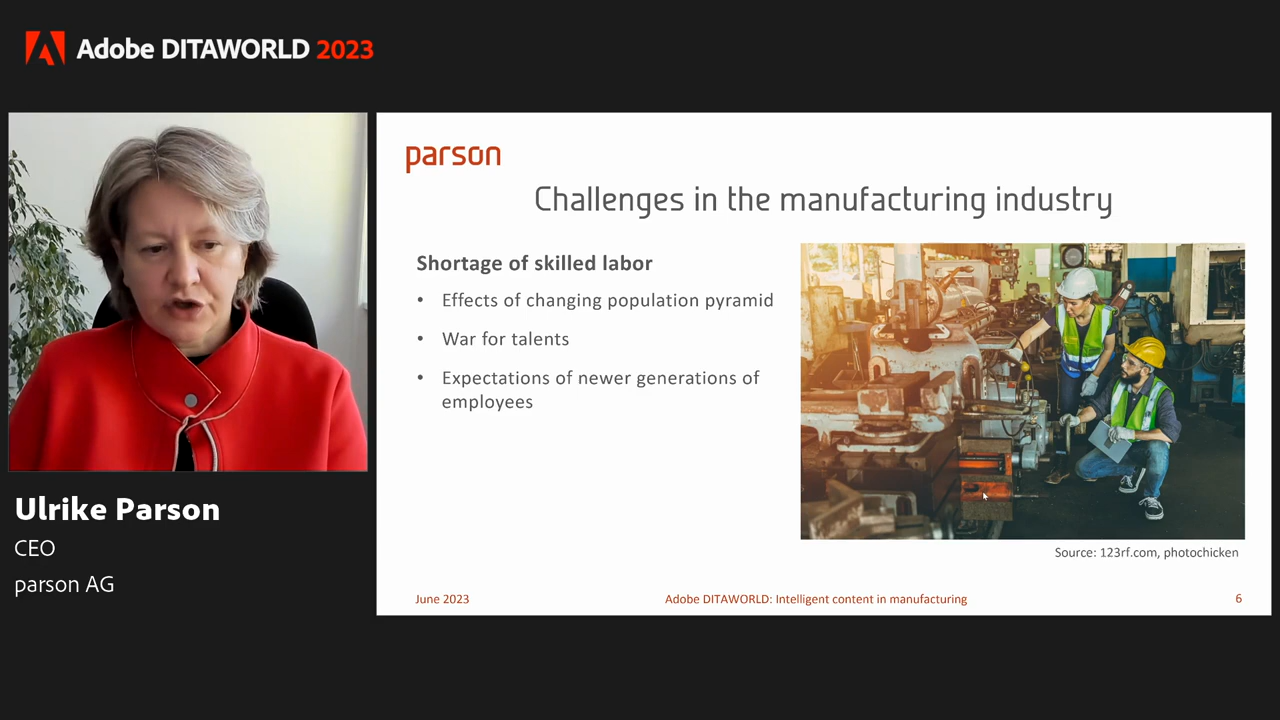 Adobe DITAWORLD 2023
parson
Challenges in the manufacturing industry
Shortage of skilled labor
• Effects of changing population pyramid
• War for talents
• Expectations of newer generations of
employees
Source: 123rf.com, photochicken
June 2023
Adobe DITAWORLD: Intelligent content in manufacturing
6
Ulrike Parson
CEO
parson AG